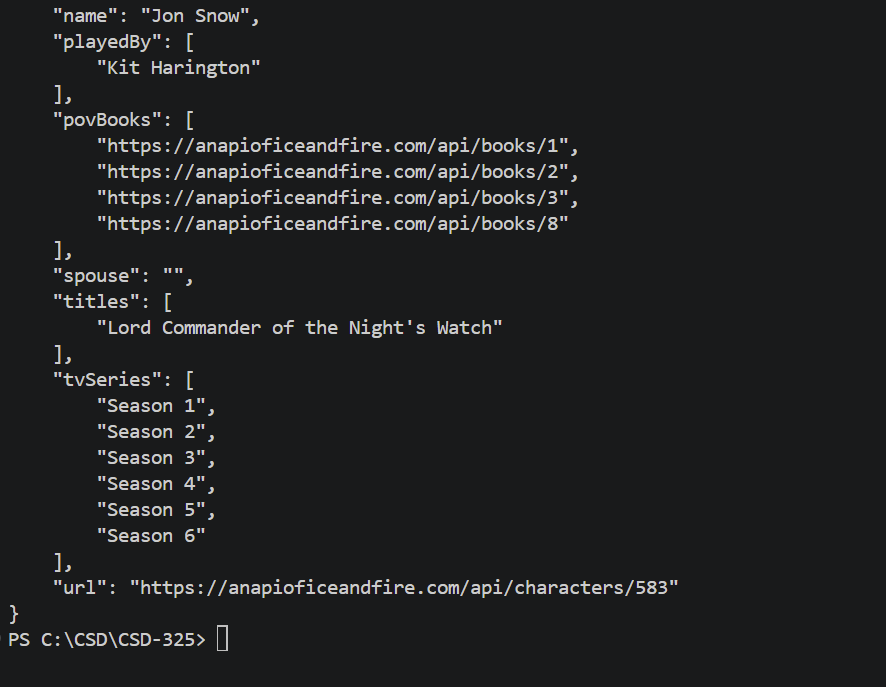 "name": "Jon Snow",
"playedBy": [
"Kit Harington"
],
"povBooks": [
"https://anapioficeandfire.com/api/books/1",
"https://anapioficeandfire.com/api/books/2",
"https://anapioficeandfire.com/api/books/3",
"https://anapioficeandfire.com/api/books/8"
],
"spouse": "",
"titles": [
"Lord Commander of the Night's Watch"
],
"tvSeries": [
"Season 1",
"Season 2",
"Season 3",
"Season 4",
"Season 5",
"Season 6"
],
"url": "https://anapioficeandfire.com/api/characters/583"
}
PS C:\CSD\CSD-325>